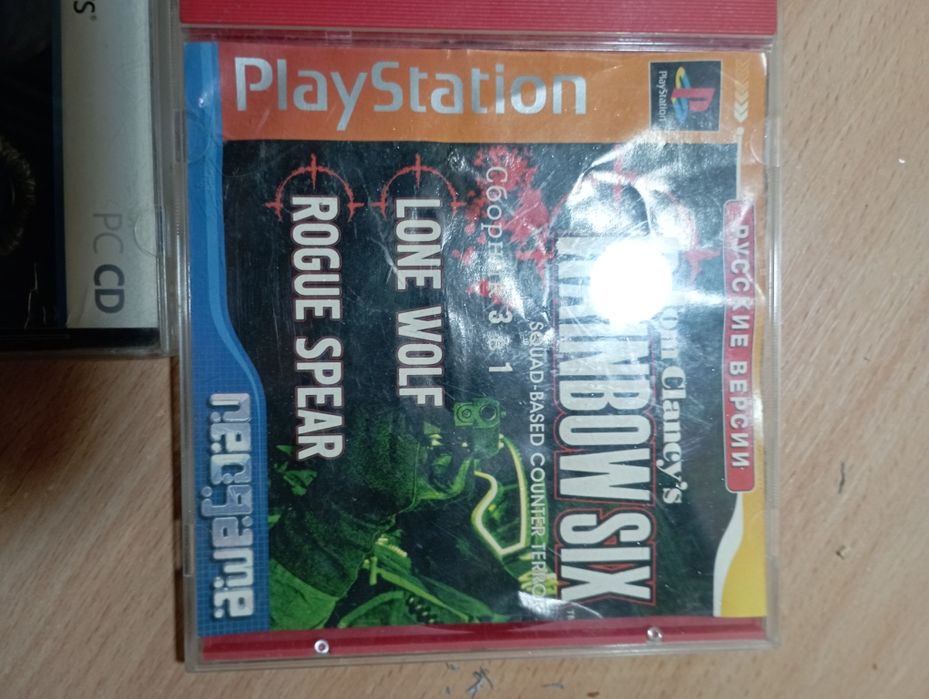 PlayStation
PlayStation
РУССКИЕ ВЕРСИИ
Tom Clancy's
RAINBOW SIX
SQUAD-BASED COUNTER
Сборник 3 в 1
LONE WOLF
ROGUE SPEAR
PC CD